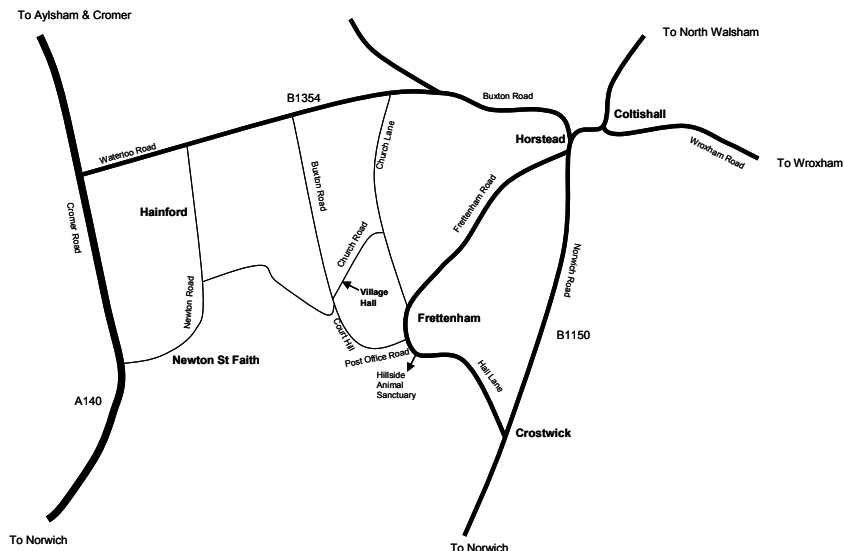 To Aylsham & Cromer
To North Walsham
B1354
Buxton Road
Coltishall
Horstead
Waterloo Road
Church Lane
Wroxham Road
To Wroxham
Buxton Road
Frettenham Road
Hainford
Cromer Road
Church Road
Norwich Road
Newton Road
Village
Hall
Frettenham
Court Hill
B1150
Newton St Faith
Post Office Road
Hillside
Animal
Sanctuary
Hall Lane
A140
Crostwick
To Norwich
To Norwich